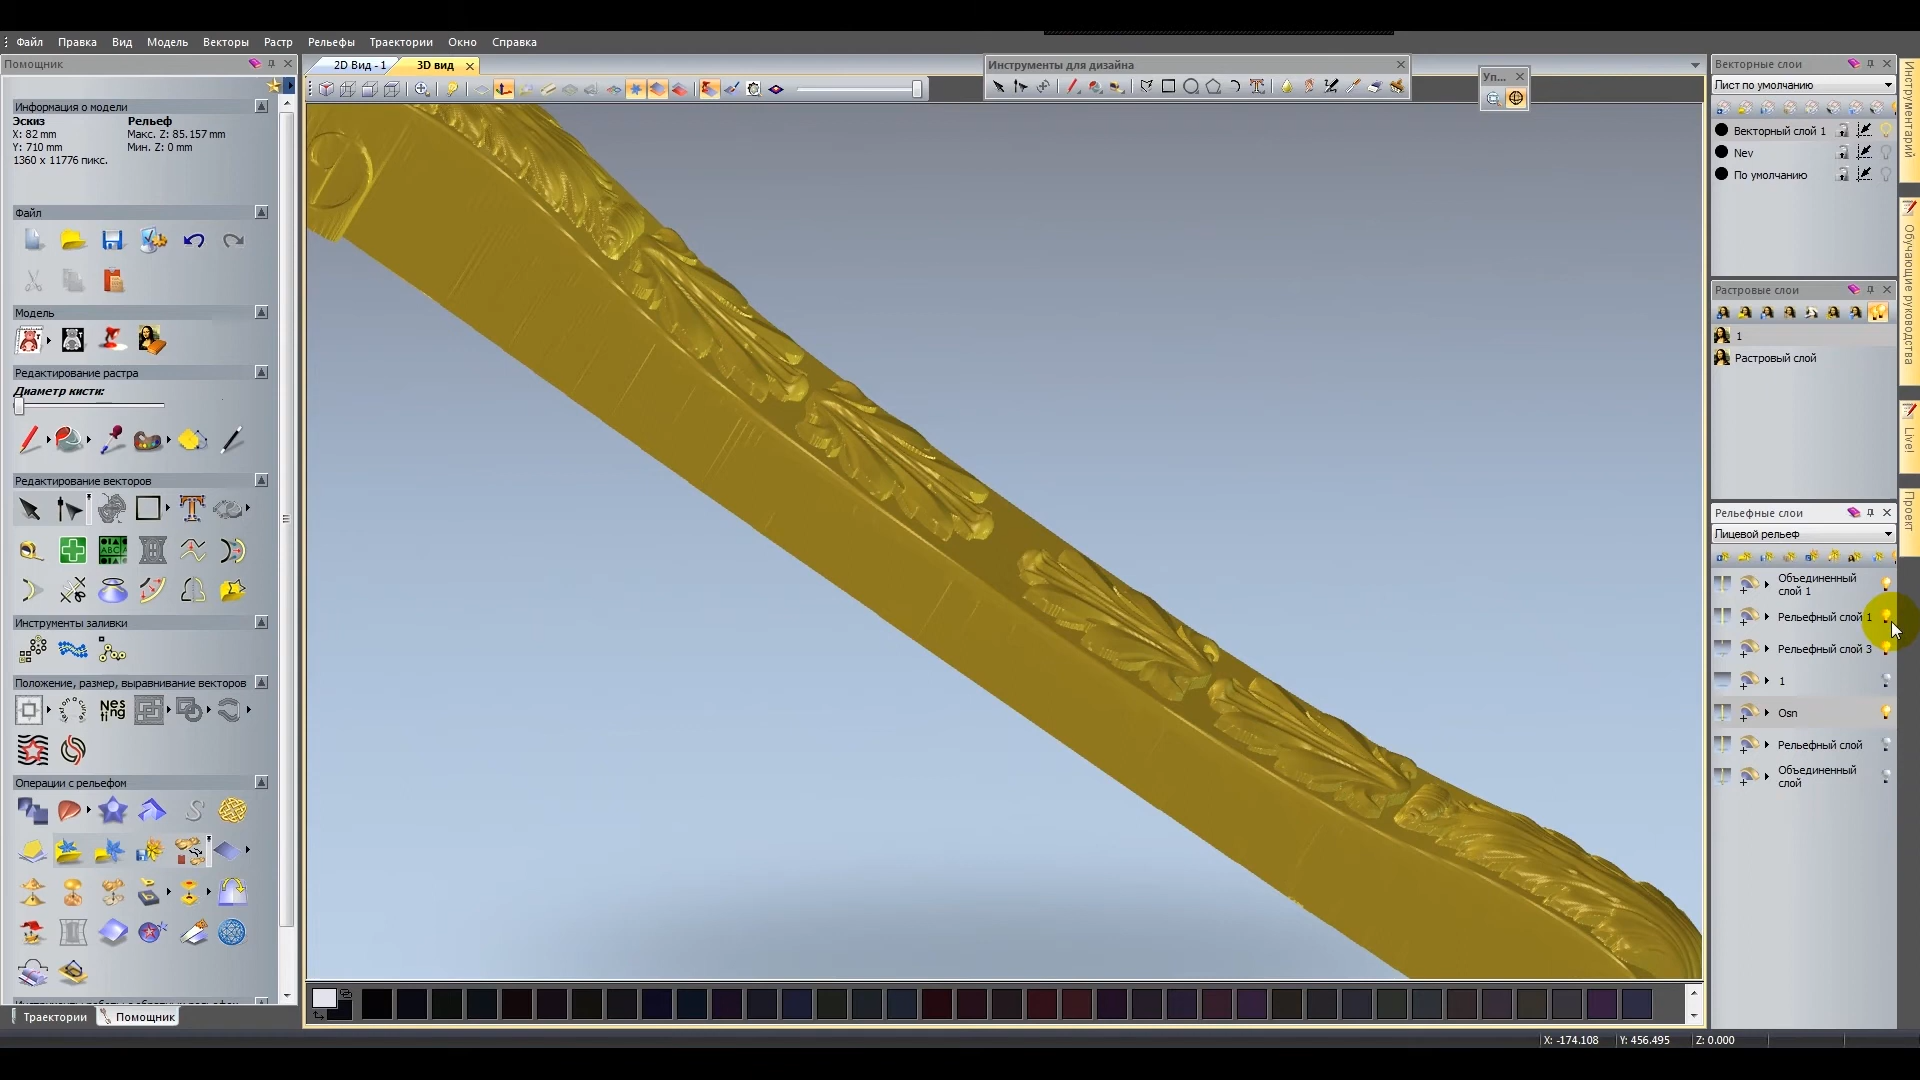 Файл Правка Вид Модель Векторы Растр Рельефы Траектории Окно Справка
Помощник
Информация о модели
Эскиз Рельеф
X: 82 mm Макс. Z: 85.157 mm
Y: 710 mm Мин. Z: 0 mm
1360 x 11776 пикс.
Файл
Модель
Редактирование растра
Диаметр кисти:
Редактирование векторов
Инструменты заливки
Положение, размер, выравнивание векторов
Nes
ting
Операции с рельефом
Траектории Помощник
2D Вид - 1 3D вид
Инструменты для дизайна
Уп...
Векторные слои
Лист по умолчанию
Векторный слой 1
Nev
По умолчанию
Растровые слои
1
Растровый слой
Рельефные слои
Лицевой рельеф
Объединенный
слой 1
Рельефный слой 1
Рельефный слой 3
1
Osn
Рельефный слой
Объединенный
слой
Инструментарий
Обучающие руководства
Live!
Проект
X: -174.108 Y: 456.495 Z: 0.000